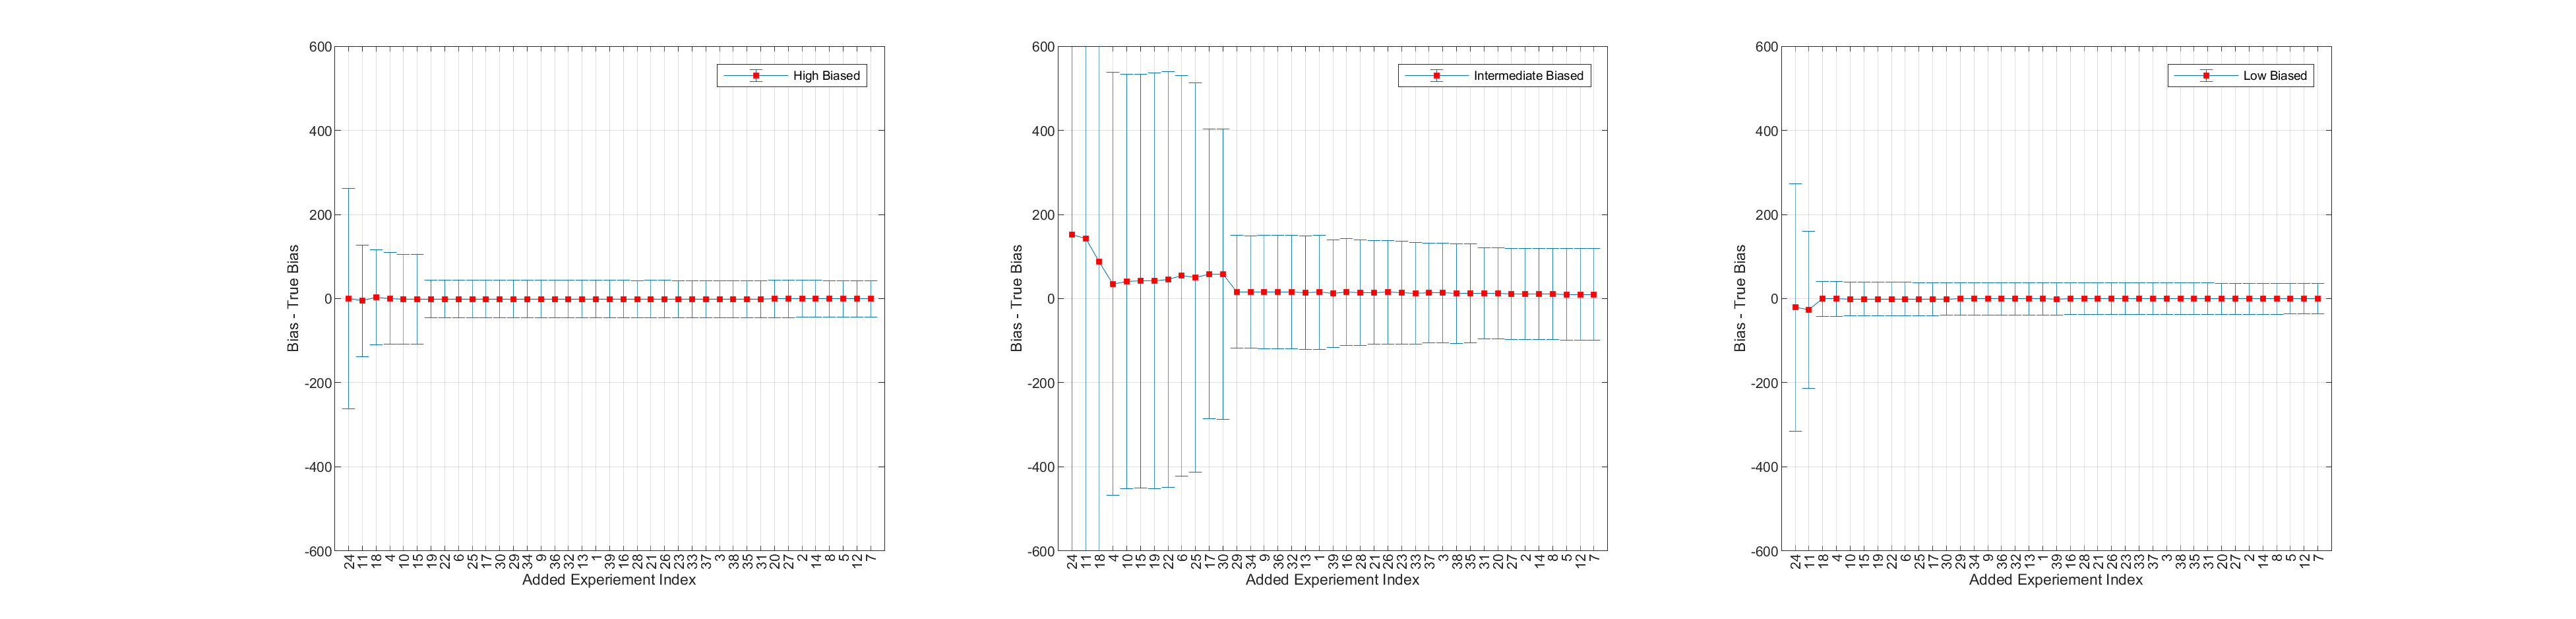 600
400
200
0
-200
-400
-600
Bias - True Bias
High Biased
24 11 18 4 10 15 19 22 6 25 17 30 29 34 9 36 32 13 1 39 16 28 21 26 23 33 37 3 38 35 31 20 27 2 14 8 5 12 7
Added Experiement Index
600
400
200
0
-200
-400
-600
Bias - True Bias
Intermediate Biased
24 11 18 4 10 15 19 22 6 25 17 30 29 34 9 36 32 13 1 39 16 28 21 26 23 33 37 3 38 35 31 20 27 2 14 8 5 12 7
Added Experiement Index
600
400
200
0
-200
-400
-600
Bias - True Bias
Low Biased
24 11 18 4 10 15 19 22 6 25 17 30 29 34 9 36 32 13 1 39 16 28 21 26 23 33 37 3 38 35 31 20 27 2 14 8 5 12 7
Added Experiement Index